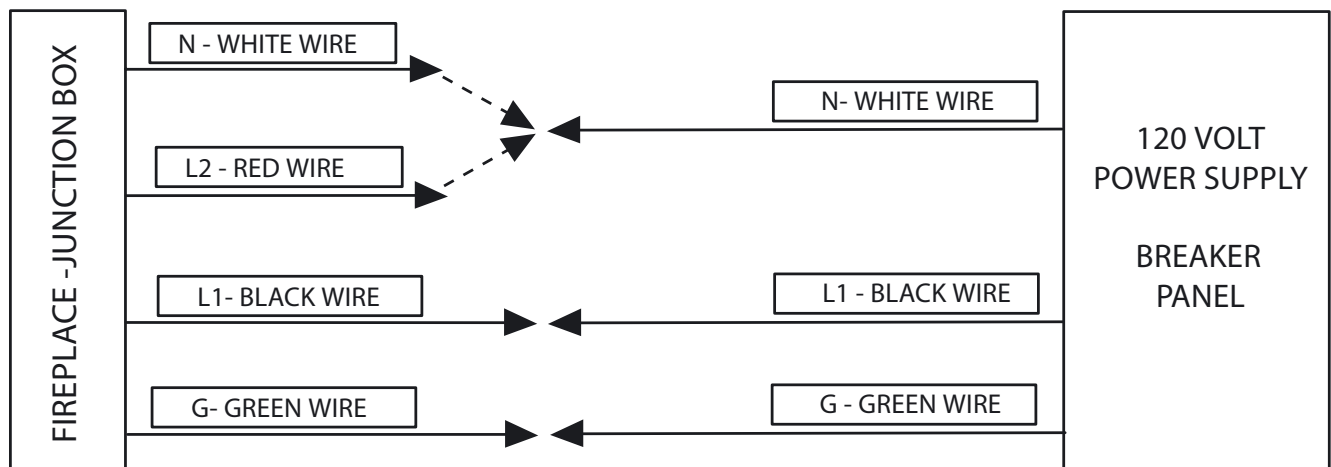 FIREPLACE -JUNCTION BOX
N - WHITE WIRE
L2 - RED WIRE
L1- BLACK WIRE
G- GREEN WIRE
N- WHITE WIRE
L1 - BLACK WIRE
G - GREEN WIRE
120 VOLT
POWER SUPPLY
BREAKER
PANEL